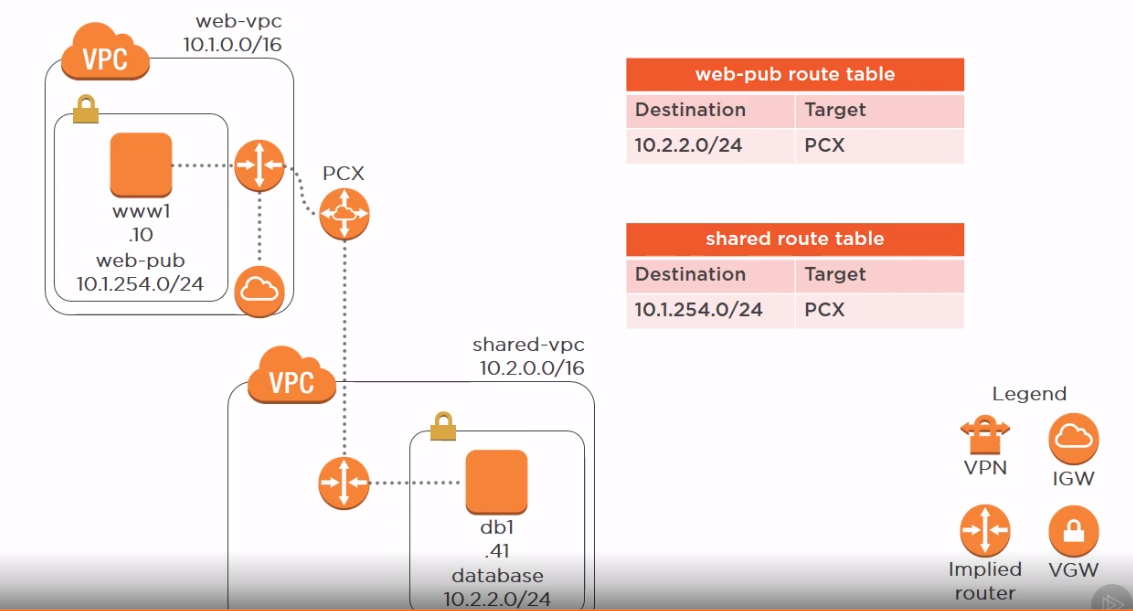 web-vpc
10.1.0.0/16
VPC
www1
.10
web-pub
10.1.254.0/24
PCX
web-pub route table
Destination Target
10.2.2.0/24 PCX
shared route table
Destination Target
10.1.254.0/24 PCX
shared-vpc
10.2.0.0/16
VPC
db1
.41
database
10.2.2.0/24
Legend
VPN
IGW
Implied
router
VGW